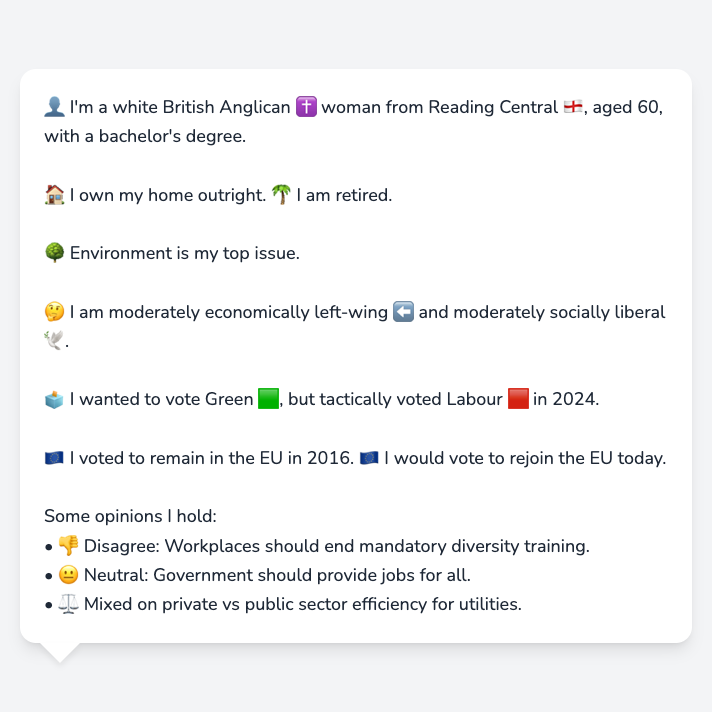 👤 I'm a white British Anglican ✝️ woman from Reading Central 🏴󠁧󠁢󠁥󠁮󠁧󠁿, aged 60,
with a bachelor's degree.
🏠 I own my home outright. 🌴 I am retired.
🌳 Environment is my top issue.
🤔 I am moderately economically left-wing ⬅️ and moderately socially liberal
🕊️.
🗳️ I wanted to vote Green 🟩, but tactically voted Labour 🟥 in 2024.
🇪🇺 I voted to remain in the EU in 2016. 🇪🇺 I would vote to rejoin the EU today.
Some opinions I hold:
• 👎 Disagree: Workplaces should end mandatory diversity training.
• 😐 Neutral: Government should provide jobs for all.
• ⚖️ Mixed on private vs public sector efficiency for utilities.